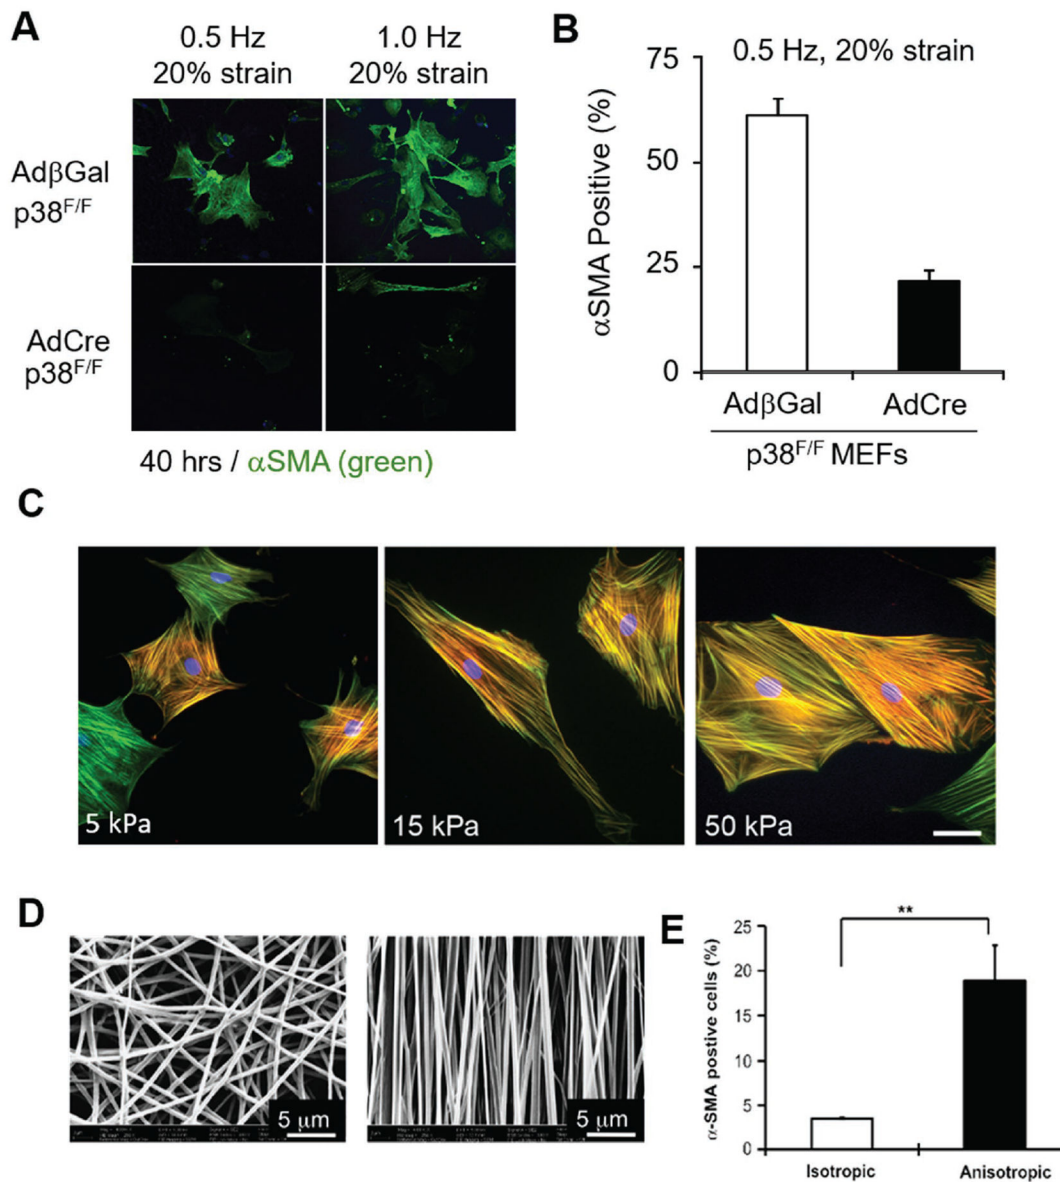 A
0.5 Hz
20% strain
1.0 Hz
20% strain
AdβGal
p38F/F
AdCre
p38F/F
40 hrs / αSMA (green)
B
0.5 Hz, 20% strain
αSMA Positive (%)
75
50
25
0
AdβGal
AdCre
p38F/F MEFs
C
5 kPa
15 kPa
50 kPa
D
5 μm
5 μm
E
**
α-SMA postive cells (%)
25
20
15
10
5
0
Isotropic
Anisotropic